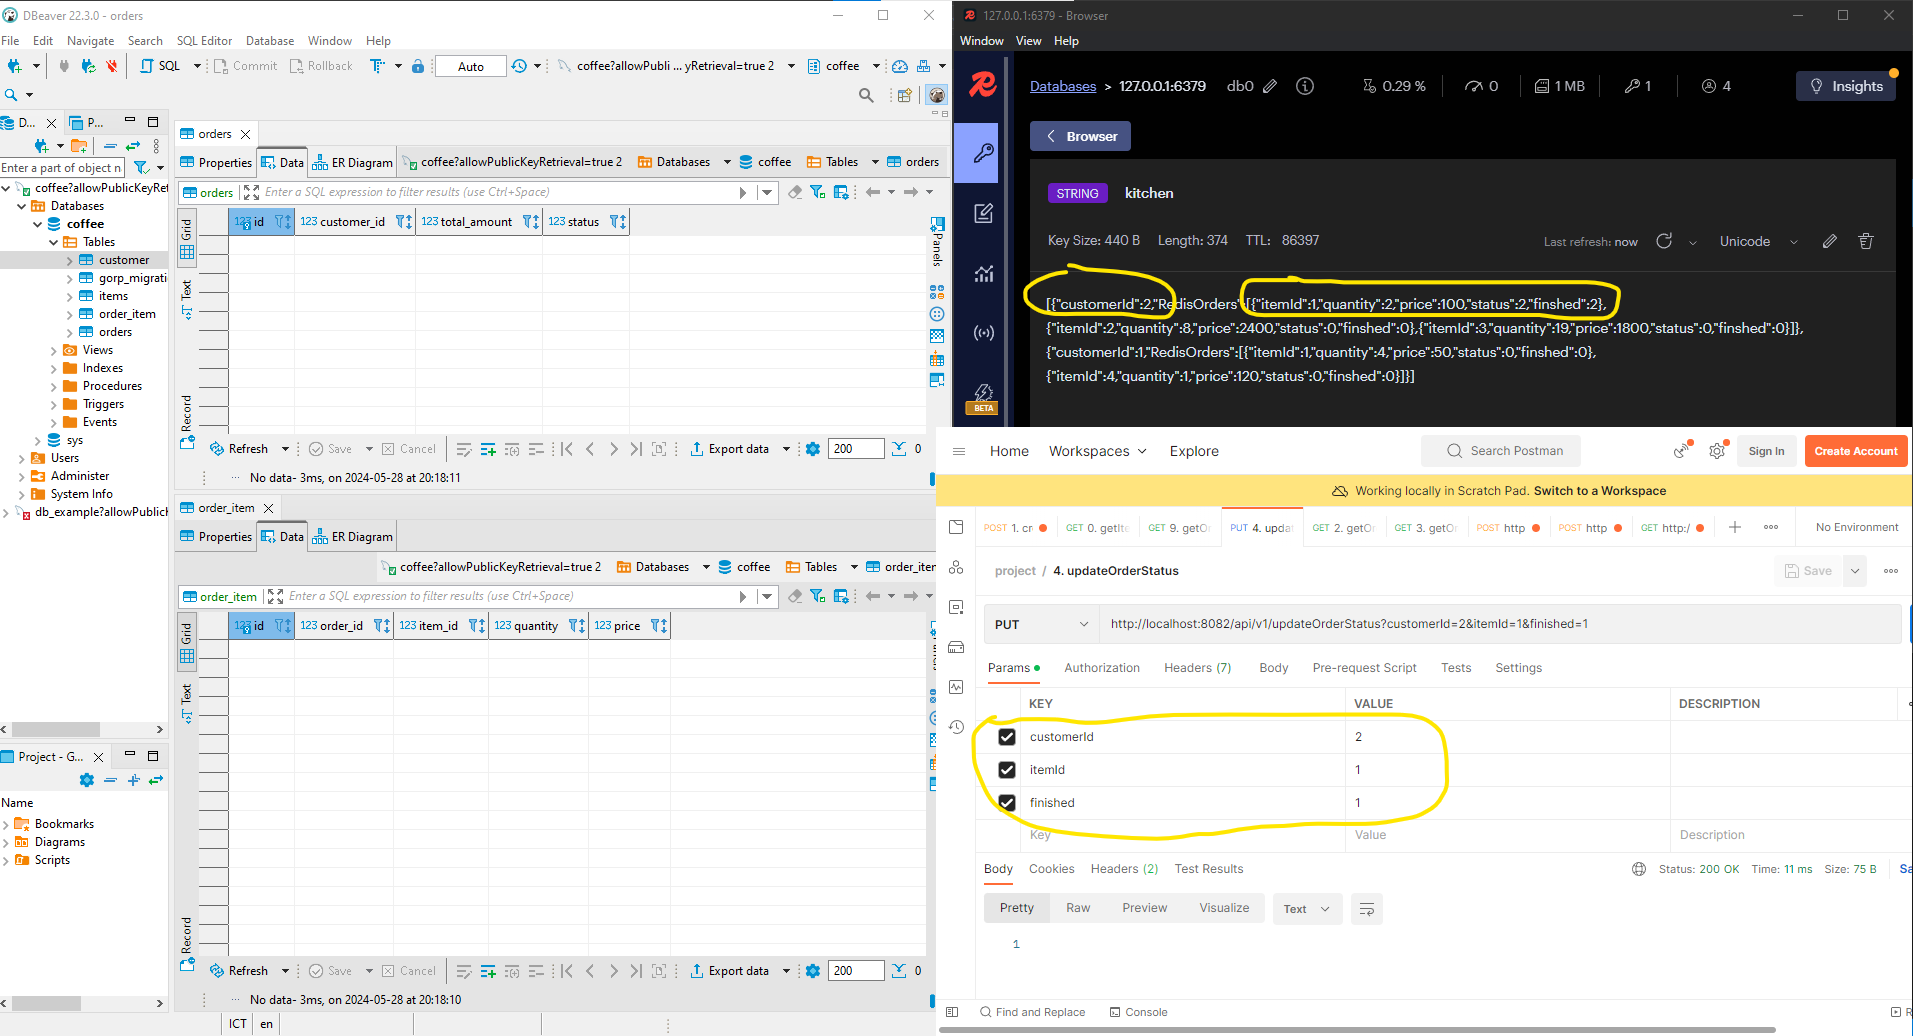 DBeaver 22.3.0 - orders
File Edit Navigate Search SQL Editor Database Window Help
SQL Commit Rollback Auto coffee?allowPubli ... yRetrieval=true 2 coffee
D... P...
Enter a part of object n
coffee?allowPublicKeyRet
Databases
coffee
Tables
customer
gorp_migrati
items
order_item
orders
Views
Indexes
Procedures
Triggers
Events
sys
Users
Administer
System Info
db_example?allowPublicK
Project - G...
Name
Bookmarks
Diagrams
Scripts
orders
Properties Data ER Diagram coffee?allowPublicKeyRetrieval=true 2 Databases coffee Tables orders
orders Enter a SQL expression to filter results (use Ctrl+Space)
Grid
Text
Record
123 id 123 customer_id 123 total_amount 123 status
Panels
Refresh Save Cancel Export data 200 0
No data - 3ms, on 2024-05-28 at 20:18:11
order_item
Properties Data ER Diagram
coffee?allowPublicKeyRetrieval=true 2 Databases coffee Tables order_iten
order_item Enter a SQL expression to filter results (use Ctrl+Space)
Grid
Text
Record
123 id 123 order_id 123 item_id 123 quantity 123 price
Refresh Save Cancel Export data 200 0
No data - 3ms, on 2024-05-28 at 20:18:10
ICT en
127.0.0.1:6379 - Browser
Window View Help
Databases > 127.0.0.1:6379 db0 0.29 % 0 1 MB 1 4 Insights
Browser
STRING kitchen
Key Size: 440 B Length: 374 TTL: 86397 Last refresh: now Unicode
[{"customerId":2,"RedisOrders":[{"itemId":1,"quantity":2,"price":100,"status":2,"finshed":2},
{"itemId":2,"quantity":8,"price":2400,"status":0,"finshed":0},{"itemId":3,"quantity":19,"price":1800,"status":0,"finshed":0}]},
{"customerId":1,"RedisOrders":[{"itemId":1,"quantity":4,"price":50,"status":0,"finshed":0},
{"itemId":4,"quantity":1,"price":120,"status":0,"finshed":0}]}]
BETA
Home Workspaces Explore Search Postman Sign In Create Account
Working locally in Scratch Pad. Switch to a Workspace
POST 1. cr GET 0. getIte GET 9. getOr PUT 4. updat GET 2. getOr GET 3. getOr POST http POST http GET http:/ No Environment
project / 4. updateOrderStatus Save
PUT http://localhost:8082/api/v1/updateOrderStatus?customerId=2&itemId=1&finished=1
Params Authorization Headers (7) Body Pre-request Script Tests Settings
KEY VALUE DESCRIPTION
customerId 2
itemId 1
finished 1
Key Value Description
Body Cookies Headers (2) Test Results Status: 200 OK Time: 11 ms Size: 75 B Sa
Pretty Raw Preview Visualize Text
1
Find and Replace Console R